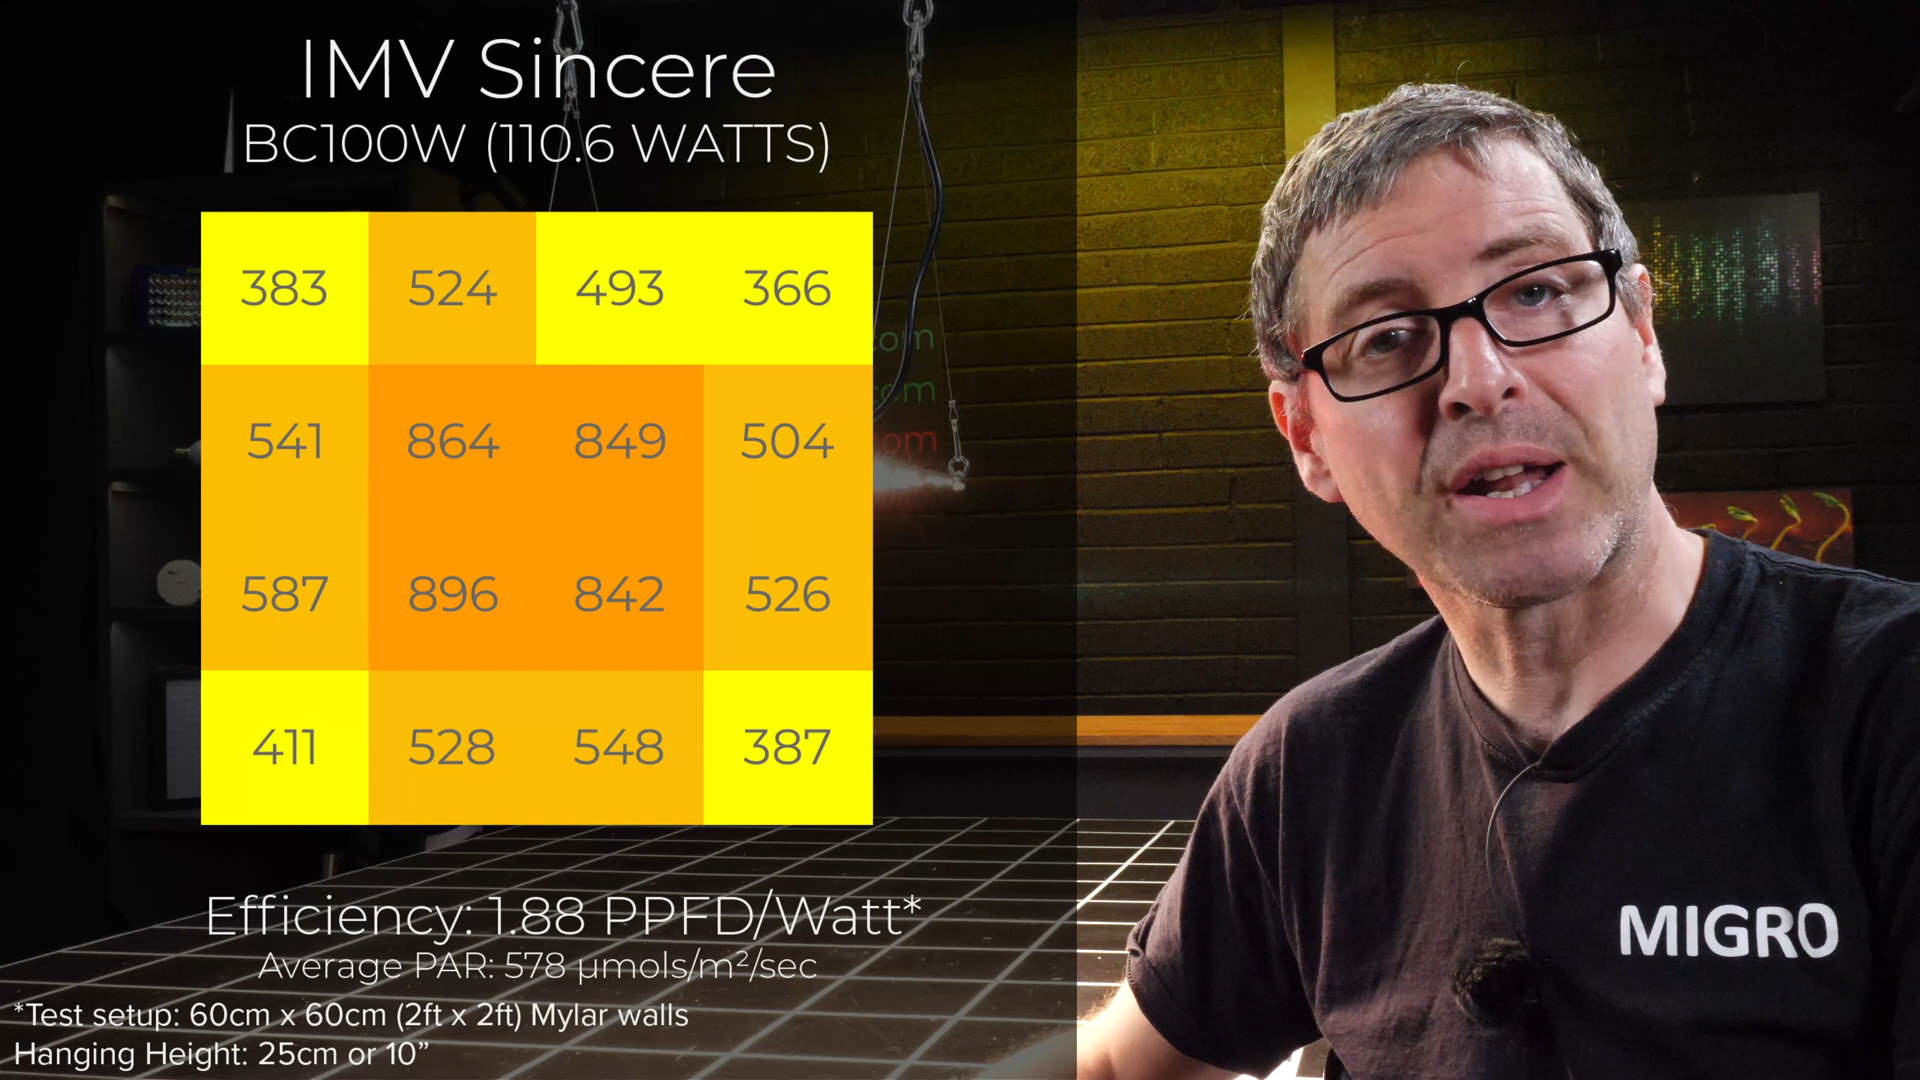 IMV Sincere
BC100W (110.6 WATTS)
383 524 493 366
541 864 849 504
587 896 842 526
411 528 548 387
Efficiency: 1.88 PPFD/Watt*
Average PAR: 578 µmols/m²/sec
*Test setup: 60cm x 60cm (2ft x 2ft) Mylar walls
Hanging Height: 25cm or 10”
com
MIGRO